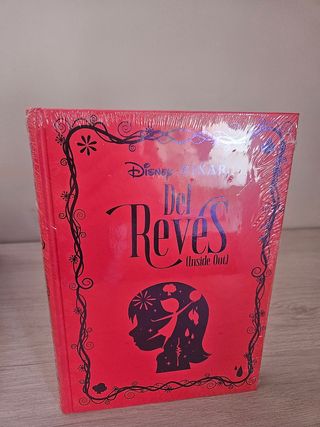 Disney PIXAR
Del
Revés
(Inside Out)